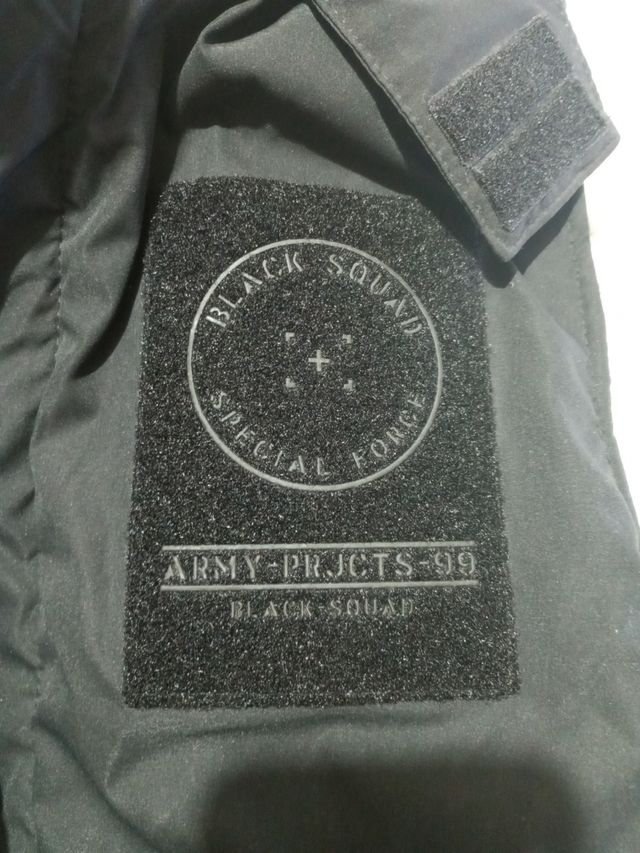 BLACK SQUAD
SPECIAL FORCE
ARMY-PRJCTS-99
BLACK-SQUAD